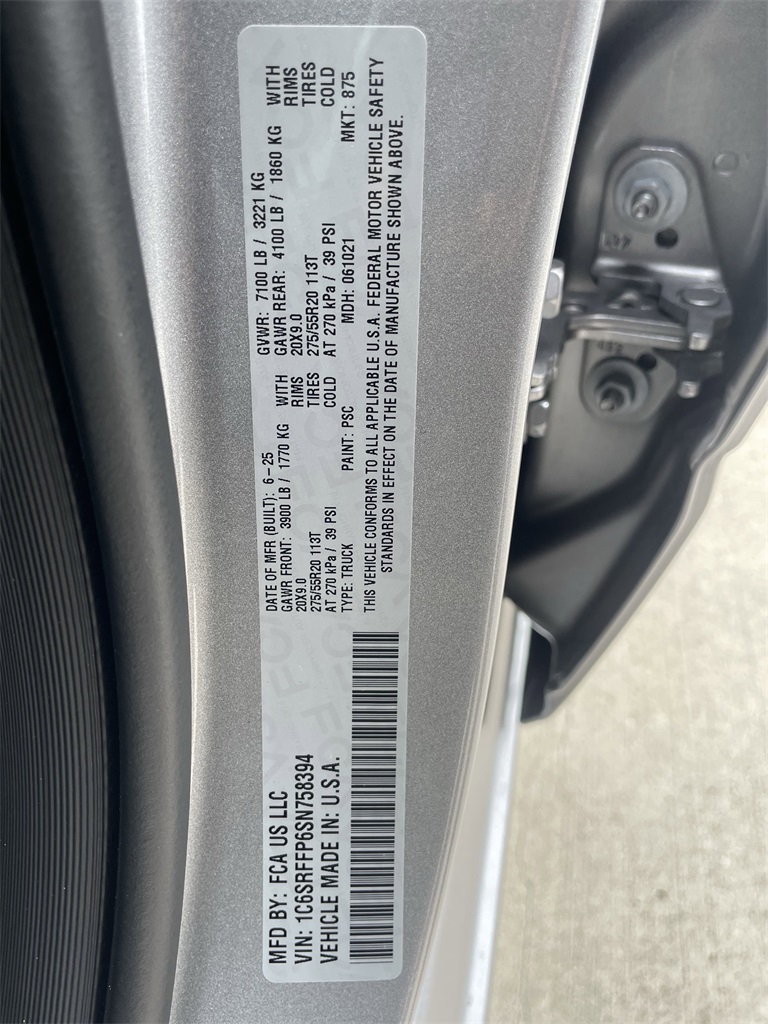 MFD BY: FCA US LLC
VIN: 1C6SRFFP6SN758394
VEHICLE MADE IN: U.S.A.
DATE OF MFR (BUILT): 6-25 GVWR: 7100 LB / 3221 KG
GAWR FRONT: 3900 LB / 1770 KG WITH GAWR REAR: 4100 LB / 1860 KG WITH
20X9.0 RIMS 20X9.0 RIMS
275/55R20 113T TIRES 275/55R20 113T TIRES
AT 270 kPa / 39 PSI COLD AT 270 kPa / 39 PSI COLD
TYPE: TRUCK PAINT: PSC MDH: 061021 MKT: 875
THIS VEHICLE CONFORMS TO ALL APPLICABLE U.S.A. FEDERAL MOTOR VEHICLE SAFETY
STANDARDS IN EFFECT ON THE DATE OF MANUFACTURE SHOWN ABOVE.